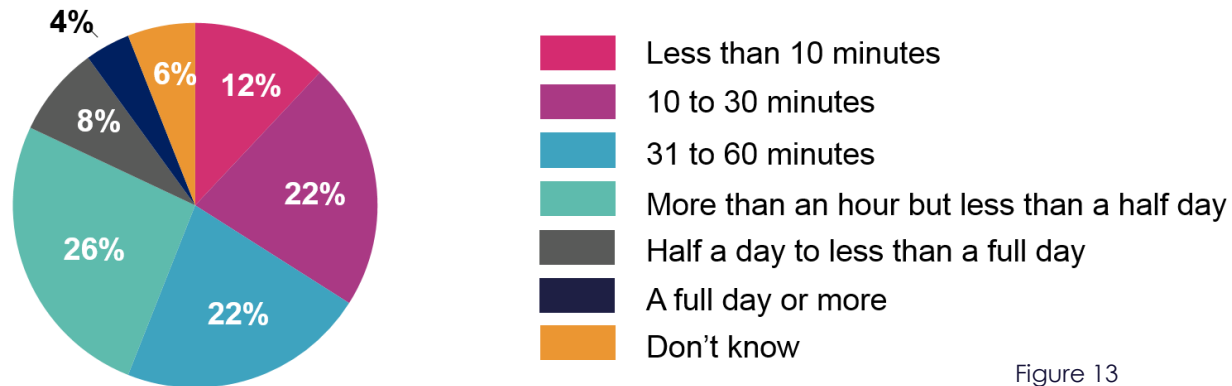 4%
6%
12%
8%
22%
26%
22%
Less than 10 minutes
10 to 30 minutes
31 to 60 minutes
More than an hour but less than a half day
Half a day to less than a full day
A full day or more
Don’t know
Figure 13